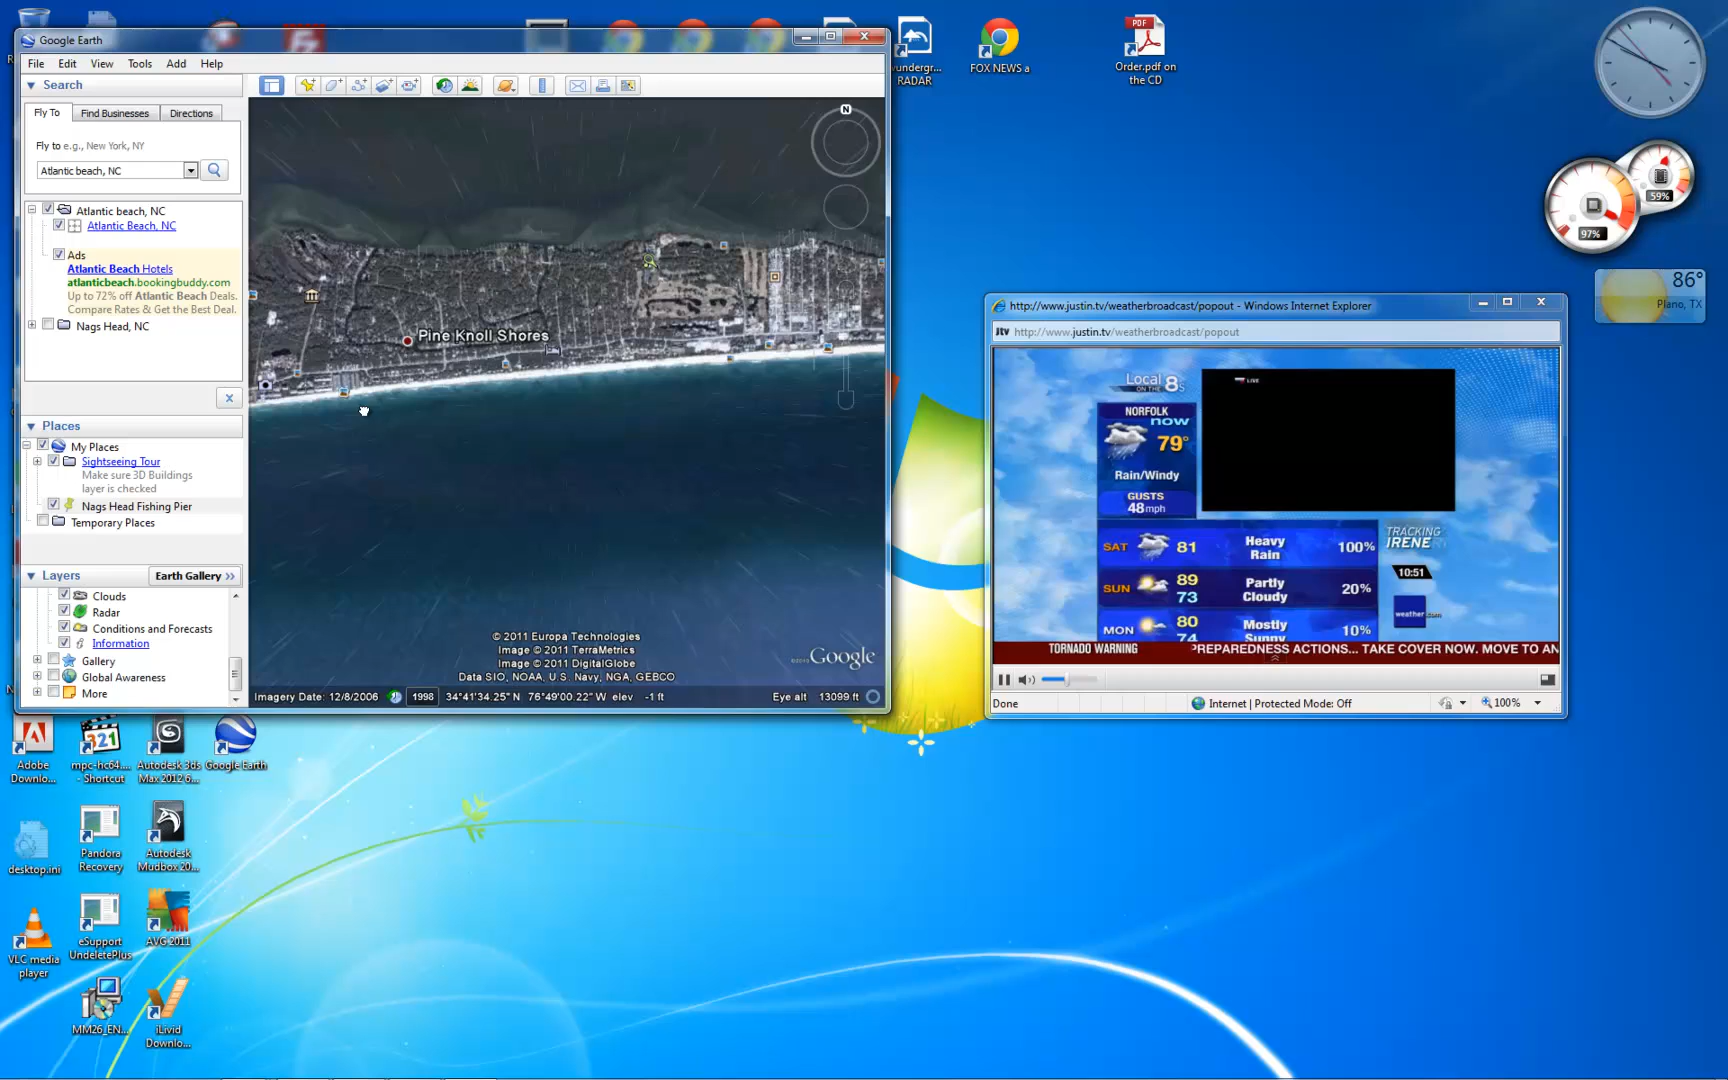 Google Earth
File Edit View Tools Add Help
Search
Fly To Find Businesses Directions
Fly to e.g., New York, NY
Atlantic beach, NC
Atlantic beach, NC
Atlantic Beach, NC
Ads
Atlantic Beach Hotels
atlanticbeach.bookingbuddy.com
Up to 72% off Atlantic Beach Deals.
Compare Rates & Get the Best Deal.
Nags Head, NC
Places
My Places
Sightseeing Tour
Make sure 3D Buildings
layer is checked
Nags Head Fishing Pier
Temporary Places
Layers
Earth Gallery >>
Clouds
Radar
Conditions and Forecasts
Information
Gallery
Global Awareness
More
N
Pine Knoll Shores
© 2011 Europa Technologies
Image © 2011 TerraMetrics
Image © 2011 DigitalGlobe
Data SIO, NOAA, U.S. Navy, NGA, GEBCO
Google
Imagery Date: 12/8/2006 1998 34°41'34.25" N 76°49'00.22" W elev -1 ft Eye alt 13099 ft
RADAR
FOX NEWS a
PDF
Order.pdf on
the CD
59%
97%
86°
Plano, TX
http://www.justin.tv/weatherbroadcast/popout - Windows Internet Explorer
jtv http://www.justin.tv/weatherbroadcast/popout
Local
ON THE 8s
LIVE
NORFOLK
now
79°
Rain/Windy
GUSTS
48mph
SAT 81 Heavy Rain 100%
SUN 89 73 Partly Cloudy 20%
MON 80 74 Mostly Sunny 10%
TRACKING
IRENE
10:51
weather.com
TORNADO WARNING PREPAREDNESS ACTIONS... TAKE COVER NOW. MOVE TO AN
Done Internet | Protected Mode: Off 100%
Adobe
Downlo...
mpc-hc64....
- Shortcut
321
Autodesk 3ds
Max 2012 6...
Google Earth
desktop.ini
Pandora
Recovery
Autodesk
Mudbox 20...
VLC media
player
eSupport
UndeletePlus
AVG 2011
MM26_EN...
iLivid
Downlo...